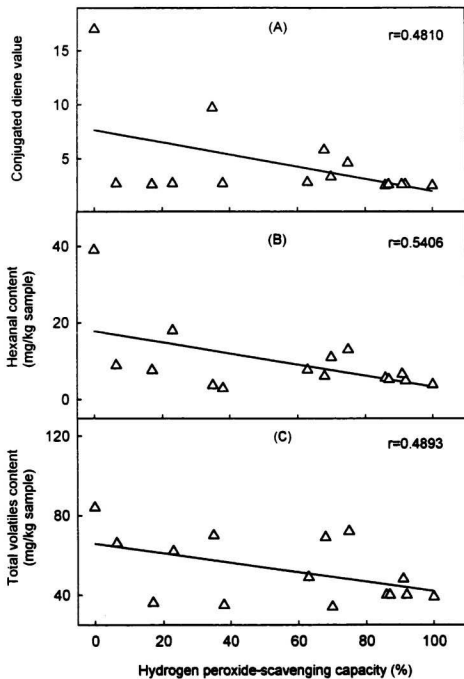 (A)
r=0.4810
Conjugated diene value
15
10
5
(B)
r=0.5406
Hexanal content
(mg/kg sample)
40
20
0
(C)
r=0.4893
Total volatiles content
(mg/kg sample)
120
80
40
0 20 40 60 80 100
Hydrogen peroxide-scavenging capacity (%)